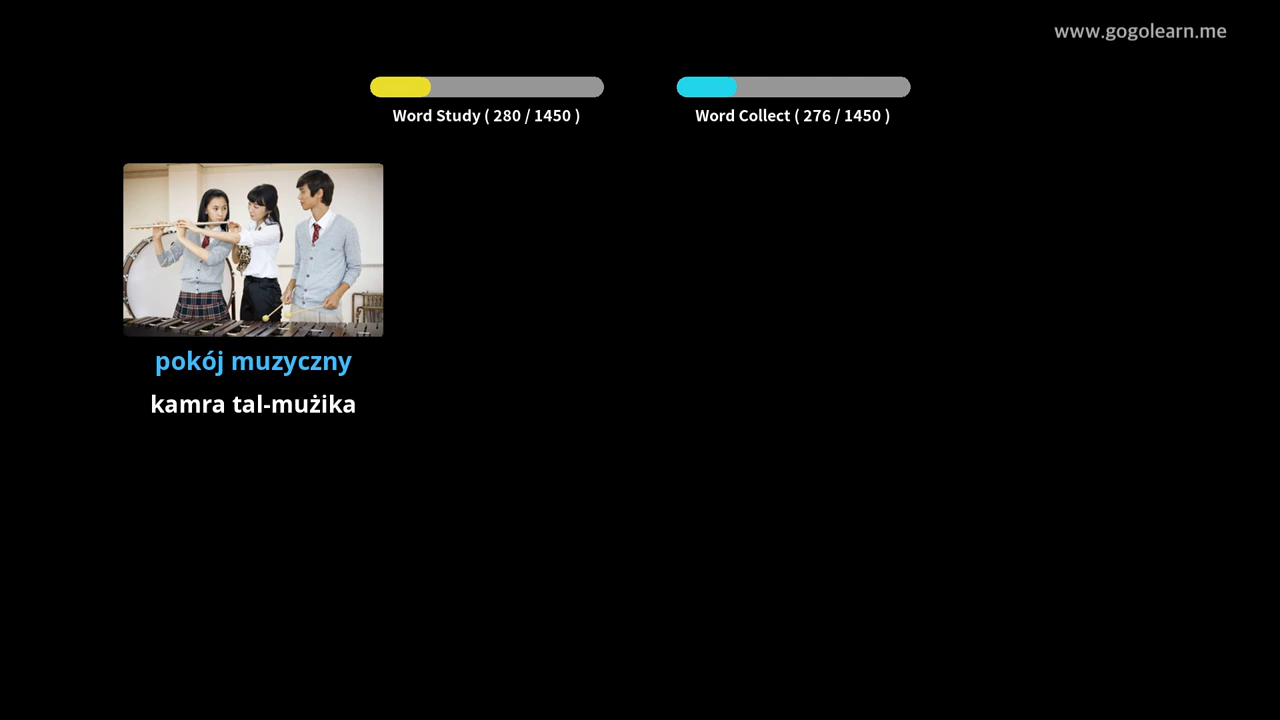 www.gogolearn.me
Word Study ( 280 / 1450 )
Word Collect ( 276 / 1450 )
pokój muzyczny
kamra tal-mużika